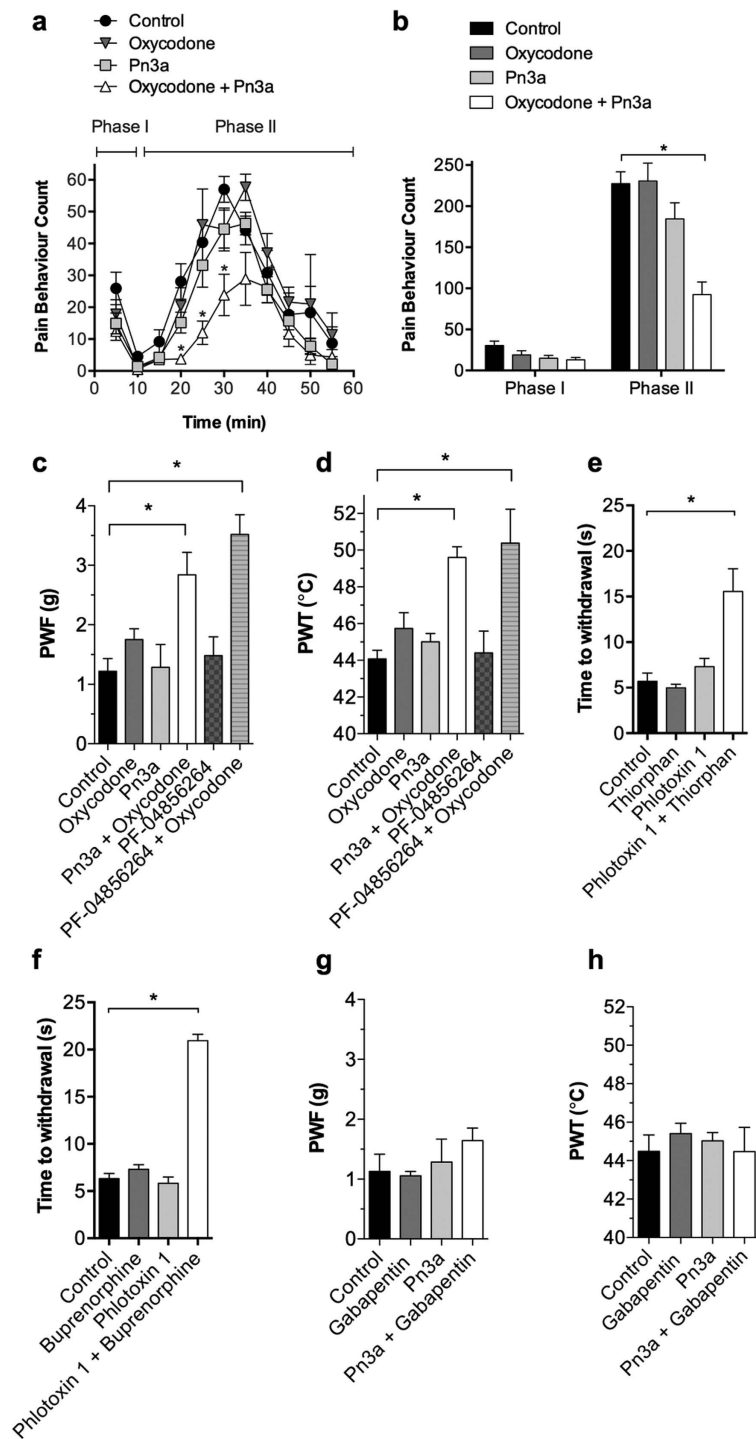 a
Control
Oxycodone
Pn3a
Oxycodone + Pn3a
Phase I
Phase II
Pain Behaviour Count
60
50
40
30
20
10
0
* * *
0 10 20 30 40 50 60
Time (min)
b
Control
Oxycodone
Pn3a
Oxycodone + Pn3a
*
Pain Behaviour Count
250
200
150
100
50
0
Phase I
Phase II
c
*
*
PWF (g)
4
3
2
1
0
Control
Oxycodone
Pn3a
Pn3a + Oxycodone
PF-04856264
PF-04856264 + Oxycodone
d
*
*
PWT (°C)
52
50
48
46
44
42
40
Control
Oxycodone
Pn3a
Pn3a + Oxycodone
PF-04856264
PF-04856264 + Oxycodone
e
*
Time to withdrawal (s)
25
20
15
10
5
0
Control
Thiorphan
Phlotoxin 1
Phlotoxin 1 + Thiorphan
f
*
Time to withdrawal (s)
25
20
15
10
5
0
Control
Buprenorphine
Phlotoxin 1
Phlotoxin 1 + Buprenorphine
g
PWF (g)
4
3
2
1
0
Control
Gabapentin
Pn3a
Pn3a + Gabapentin
h
PWT (°C)
52
50
48
46
44
42
40
Control
Gabapentin
Pn3a
Pn3a + Gabapentin